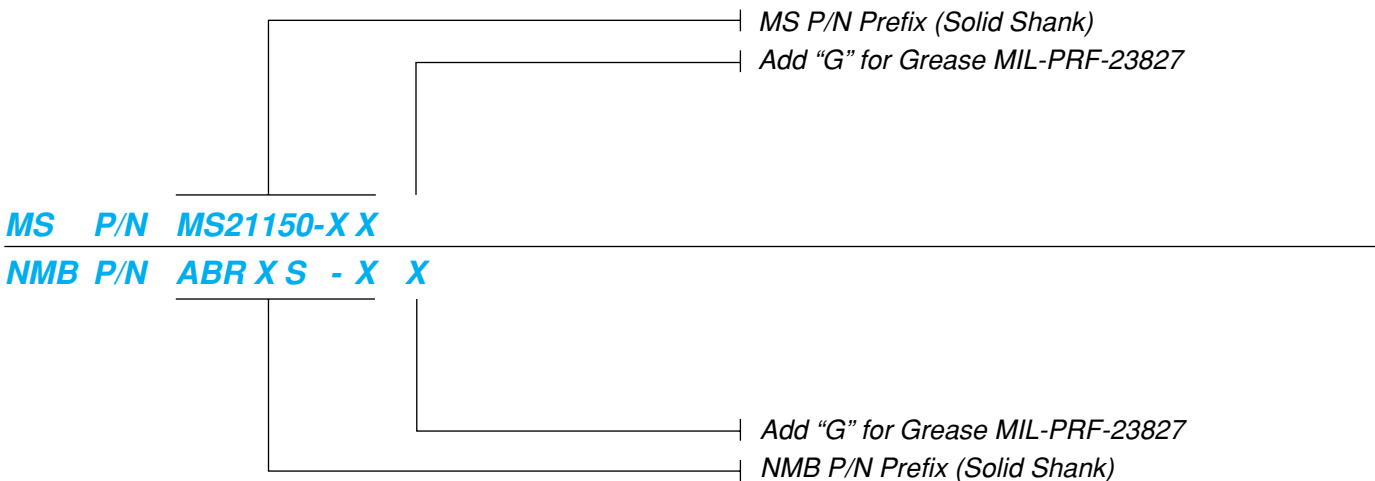 MS P/N Prefix (Solid Shank)
Add “G” for Grease MIL-PRF-23827
MS P/N MS21150-X X
NMB P/N ABR X S - X X
Add “G” for Grease MIL-PRF-23827
NMB P/N Prefix (Solid Shank)